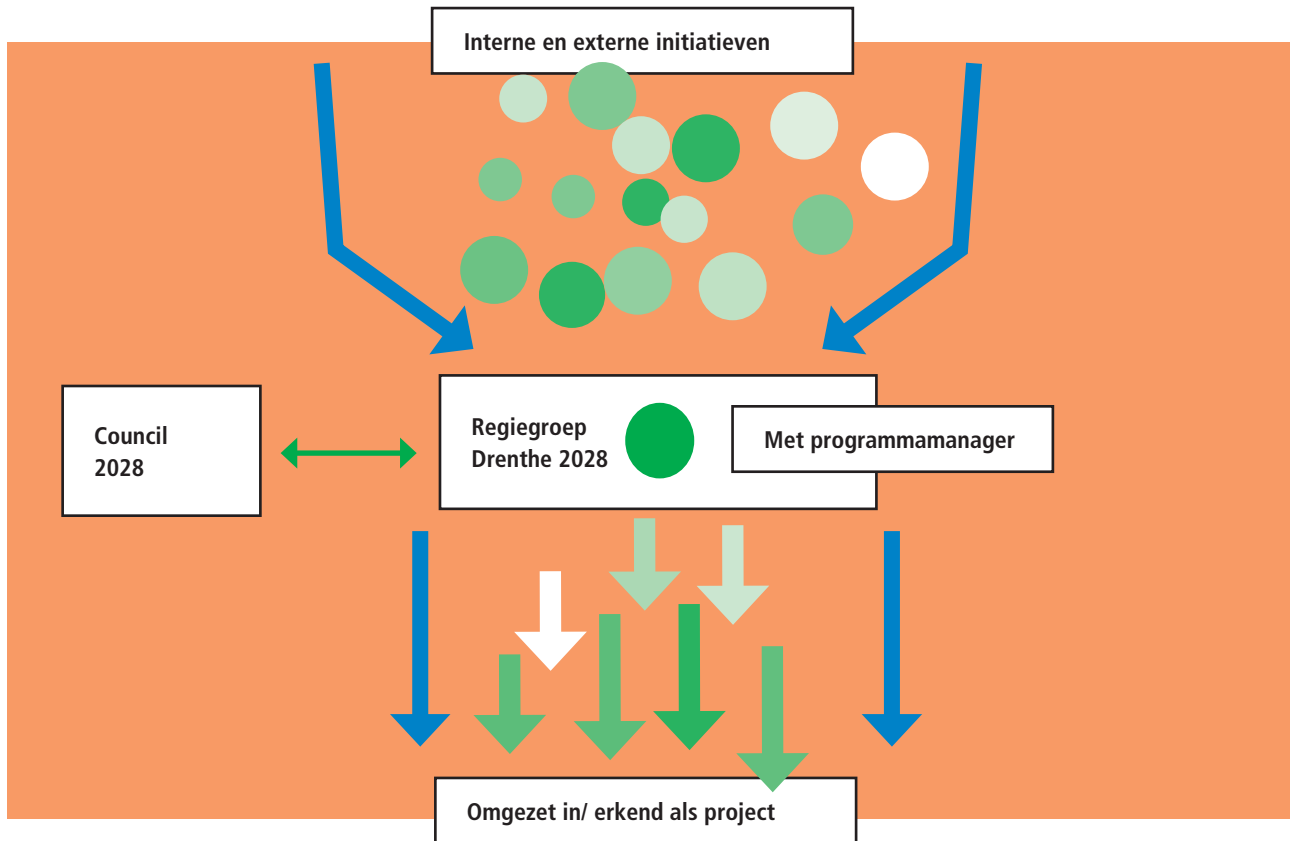 Interne en externe initiatieven
Council
2028
Regiegroep
Drenthe 2028
Met programmamanager
Omgezet in/ erkend als project